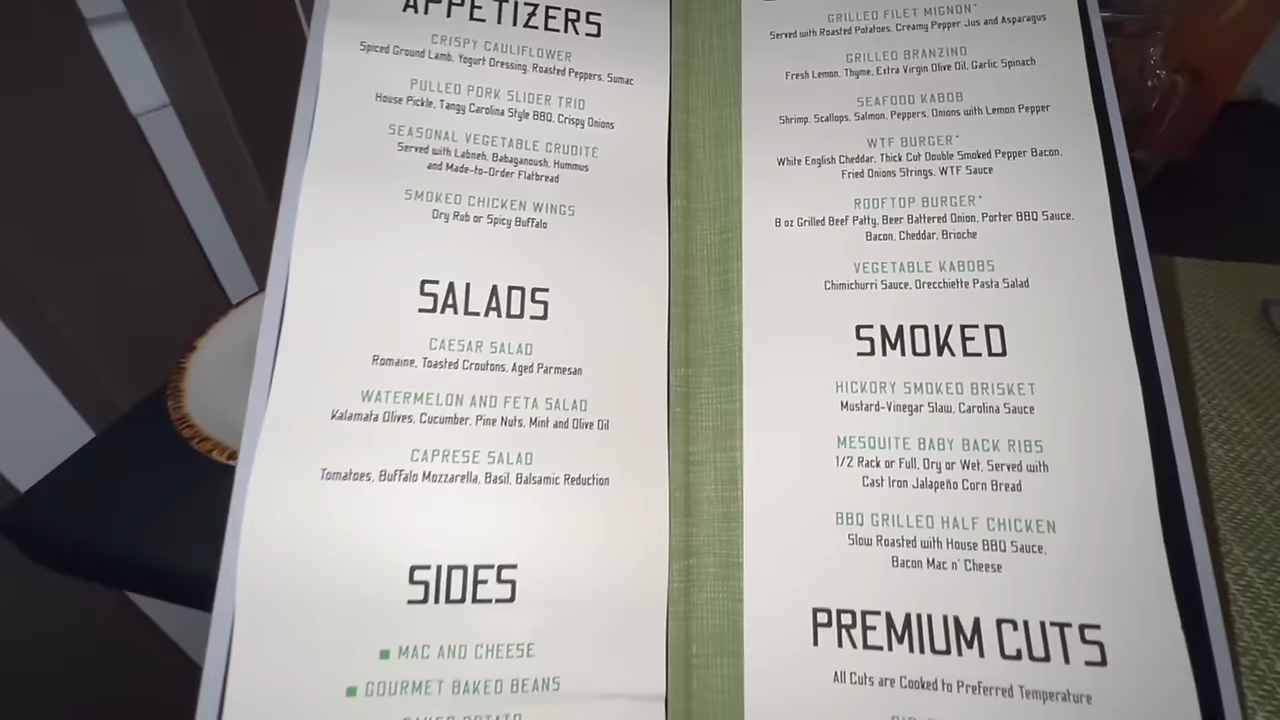 APPETIZERS
CRISPY CAULIFLOWER
Spiced Ground Lamb, Yogurt Dressing, Roasted Peppers, Sumac
PULLED PORK SLIDER TRIO
House Pickle, Tangy Carolina Style BBQ, Crispy Onions
SEASONAL VEGETABLE CRUDITÉ
Served with Labneh, Babaganoush, Hummus
and Made-to-Order Flatbread
SMOKED CHICKEN WINGS
Dry Rub or Spicy Buffalo
SALADS
CAESAR SALAD
Romaine, Toasted Croutons, Aged Parmesan
WATERMELON AND FETA SALAD
Kalamata Olives, Cucumber, Pine Nuts, Mint and Olive Oil
CAPRESE SALAD
Tomatoes, Buffalo Mozzarella, Basil, Balsamic Reduction
SIDES
MAC AND CHEESE
GOURMET BAKED BEANS
BAKED POTATO
GRILLED FILET MIGNON*
Served with Roasted Potatoes, Creamy Pepper Jus and Asparagus
GRILLED BRANZINO
Fresh Lemon, Thyme, Extra Virgin Olive Oil, Garlic Spinach
SEAFOOD KABOB
Shrimp, Scallops, Salmon, Peppers, Onions with Lemon Pepper
WTF BURGER*
White English Cheddar, Thick Cut Double Smoked Pepper Bacon,
Fried Onions Strings, WTF Sauce
ROOFTOP BURGER*
8 oz Grilled Beef Patty, Beer Battered Onion, Porter BBQ Sauce,
Bacon, Cheddar, Brioche
VEGETABLE KABOBS
Chimichurri Sauce, Orecchiette Pasta Salad
SMOKED
HICKORY SMOKED BRISKET
Mustard-Vinegar Slaw, Carolina Sauce
MESQUITE BABY BACK RIBS
1/2 Rack or Full, Dry or Wet, Served with
Cast Iron Jalapeño Corn Bread
BBQ GRILLED HALF CHICKEN
Slow Roasted with House BBQ Sauce,
Bacon Mac n' Cheese
PREMIUM CUTS
All Cuts are Cooked to Preferred Temperature